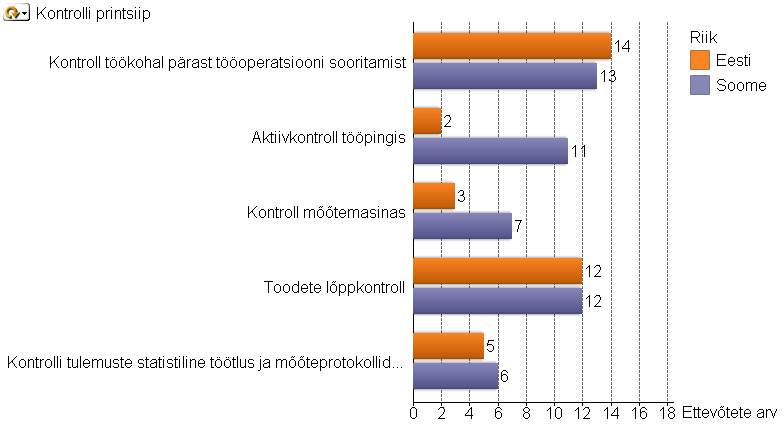 Kontrolli printsiip
Riik
Eesti
Soome
Kontroll töökohal pärast tööoperatsiooni sooritamist
14
13
Aktiivkontroll tööpingis
2
11
Kontroll mõõtemasinas
3
7
Toodete lõppkontroll
12
12
Kontrolli tulemuste statistiline töötlus ja mõõteprotokollid...
5
6
0 2 4 6 8 10 12 14 16 18 Ettevõtete arv